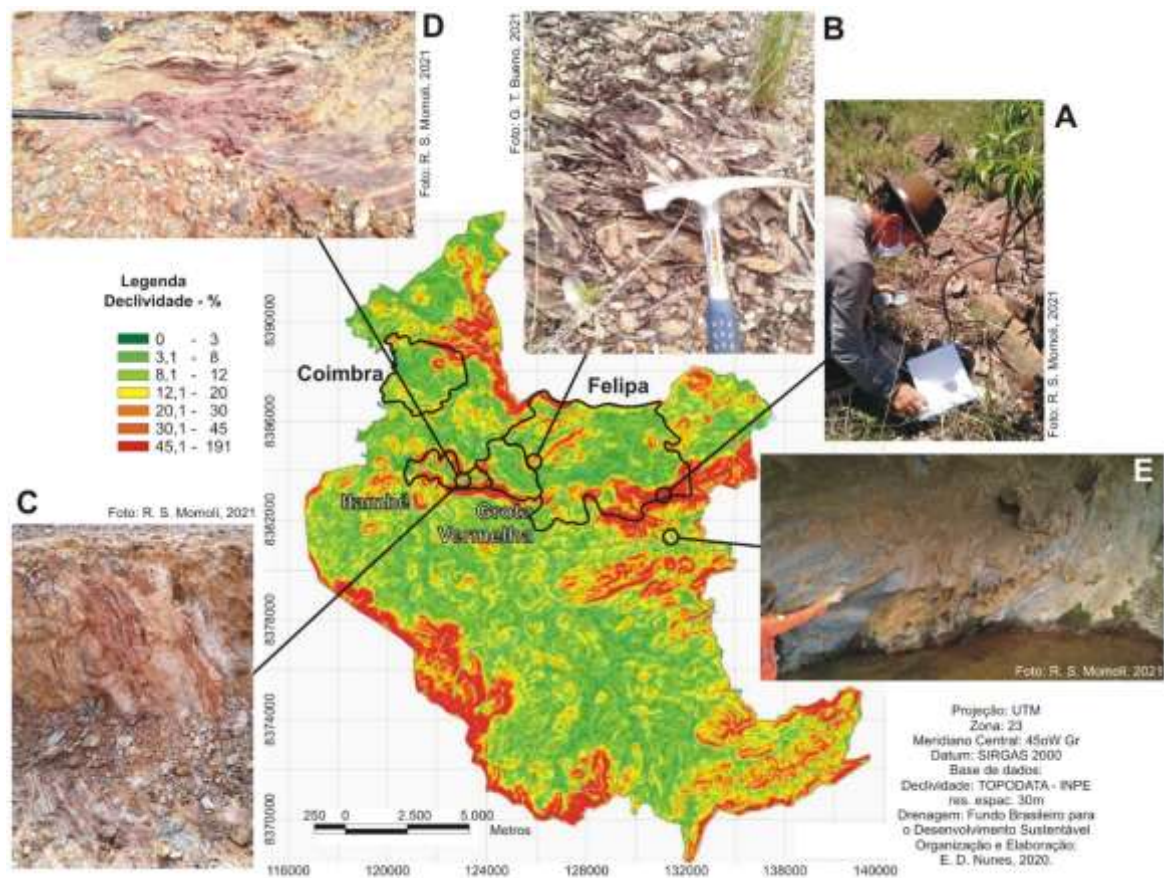 D
Foto: R. S. Momoli, 2021
B
Foto: G. T. Bueno, 2021
A
Foto: R. S. Momoli, 2021
Legenda
Declividade - %
0 - 3
3,1 - 8
8,1 - 12
12,1 - 20
20,1 - 30
30,1 - 45
45,1 - 191
Coimbra
Felipa
Itambé
Grota
Vermelha
C
Foto: R. S. Momoli, 2021
E
Foto: R. S. Momoli, 2021
8390000
8386000
8382000
8378000
8374000
8370000
250 0 2.500 5.000
Metros
116000 120000 124000 128000 132000 136000 140000
Projeção: UTM
Zona: 23
Meridiano Central: 45oW Gr
Datum: SIRGAS 2000
Base de dados:
Declividade: TOPODATA - INPE
res. espac. 30m
Drenagem: Fundo Brasileiro para
o Desenvolvimento Sustentável
Organização e Elaboração:
E. D. Nunes, 2020.